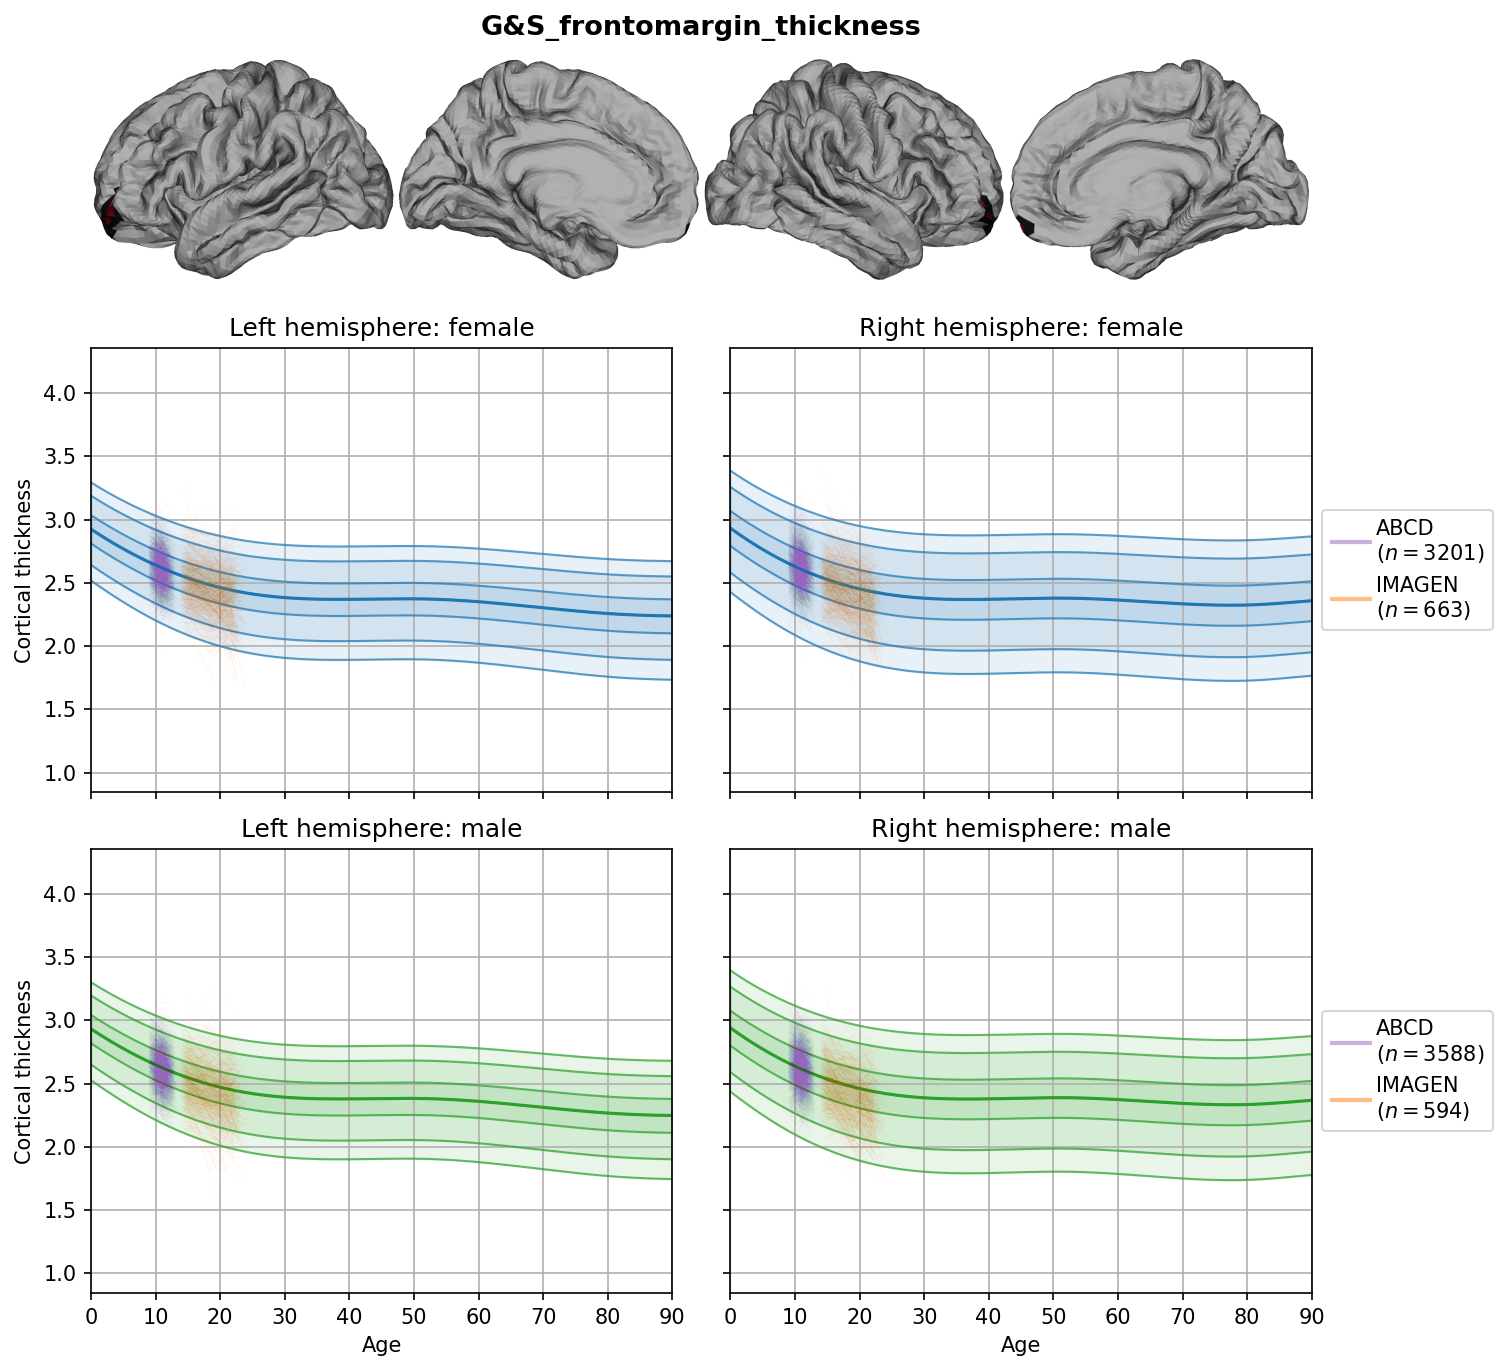 G&S_frontomargin_thickness
Left hemisphere: female
Right hemisphere: female
Cortical thickness
4.0
3.5
3.0
2.5
2.0
1.5
1.0
ABCD
(n = 3201)
IMAGEN
(n = 663)
Left hemisphere: male
Right hemisphere: male
Cortical thickness
4.0
3.5
3.0
2.5
2.0
1.5
1.0
ABCD
(n = 3588)
IMAGEN
(n = 594)
0 10 20 30 40 50 60 70 80 90
0 10 20 30 40 50 60 70 80 90
Age
Age